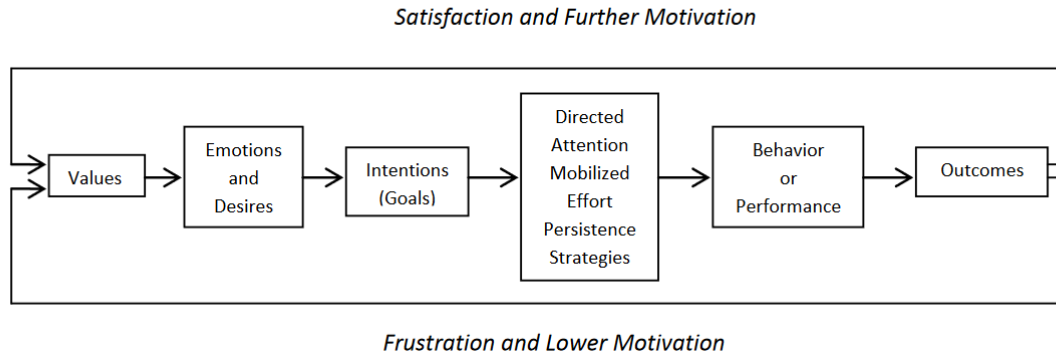 Satisfaction and Further Motivation
Values
Emotions
and
Desires
Intentions
(Goals)
Directed
Attention
Mobilized
Effort
Persistence
Strategies
Behavior
or
Performance
Outcomes
Frustration and Lower Motivation